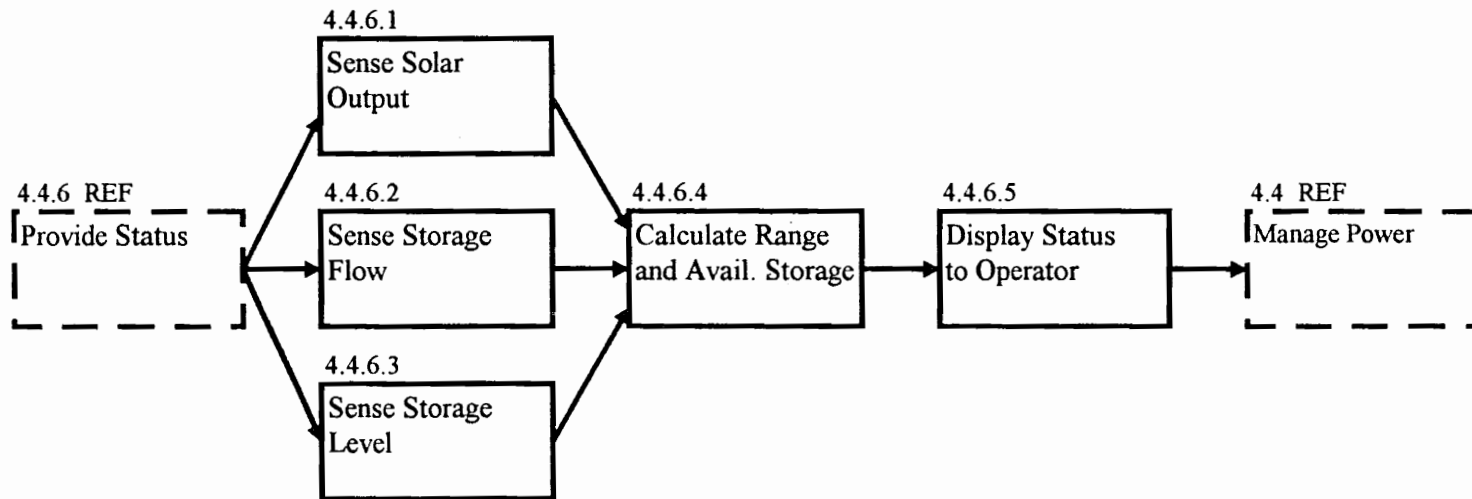 4.4.6.1
Sense Solar
Output
4.4.6 REF
Provide Status
4.4.6.2
Sense Storage
Flow
4.4.6.3
Sense Storage
Level
4.4.6.4
Calculate Range
and Avail. Storage
4.4.6.5
Display Status
to Operator
4.4 REF
Manage Power